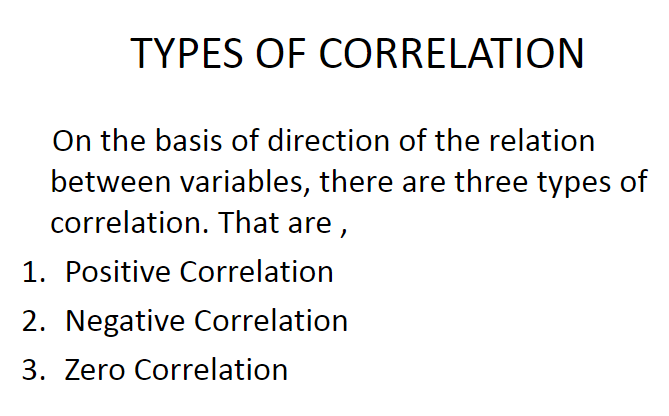 TYPES OF CORRELATION
On the basis of direction of the relation
between variables, there are three types of
correlation. That are ,
1. Positive Correlation
2. Negative Correlation
3. Zero Correlation